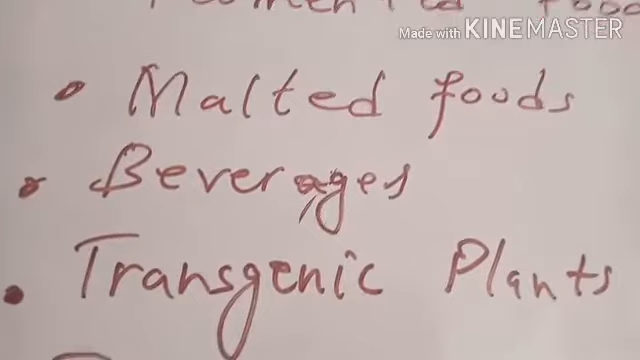 Made with KINEMASTER
• Malted foods
• Beverages
• Transgenic Plants